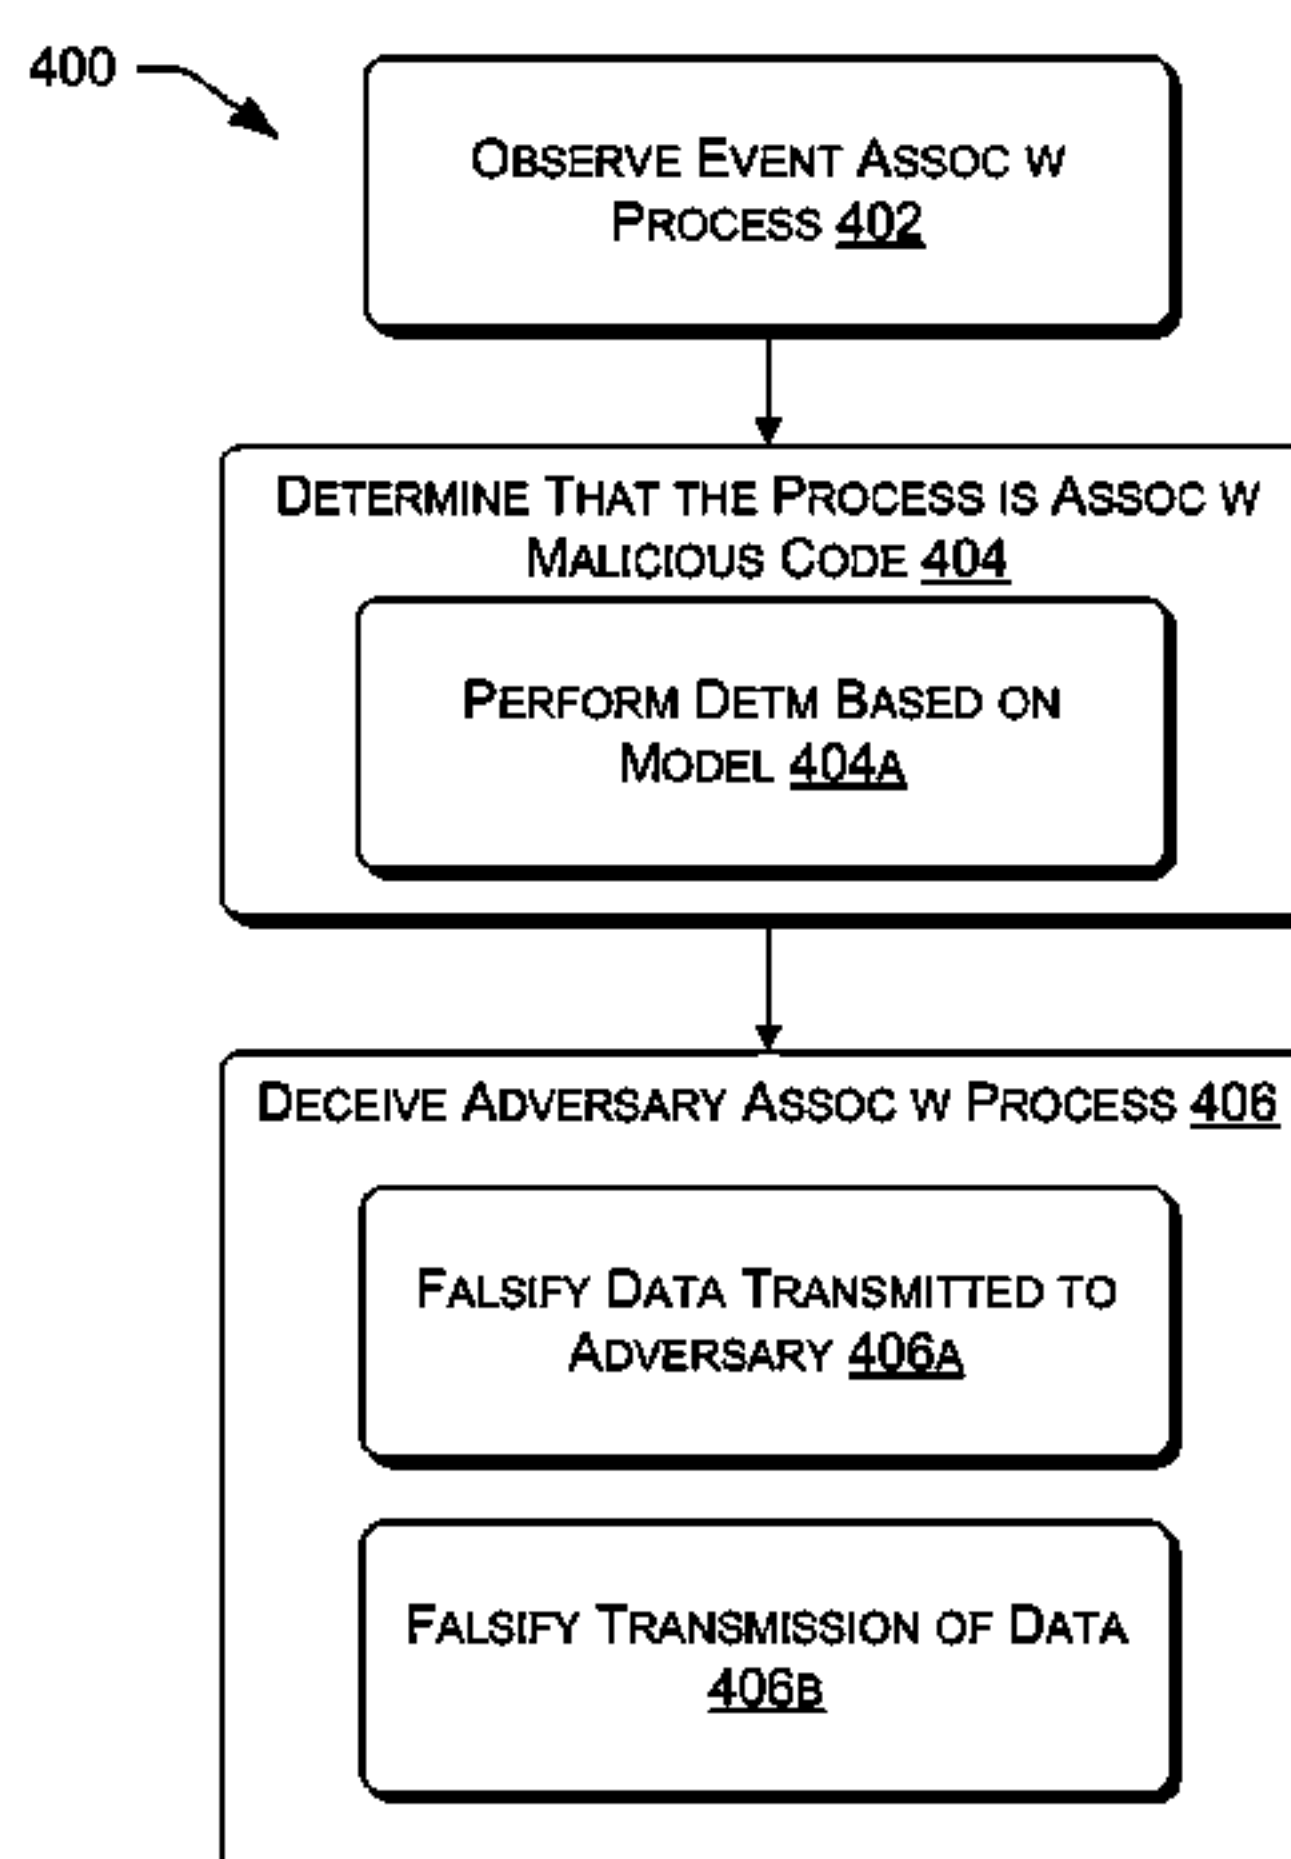 400
OBSERVE EVENT ASSOC W
PROCESS 402
DETERMINE THAT THE PROCESS IS ASSOC W
MALICIOUS CODE 404
PERFORM DETM BASED ON
MODEL 404A
DECEIVE ADVERSARY ASSOC W PROCESS 406
FALSIFY DATA TRANSMITTED TO
ADVERSARY 406A
FALSIFY TRANSMISSION OF DATA
406B